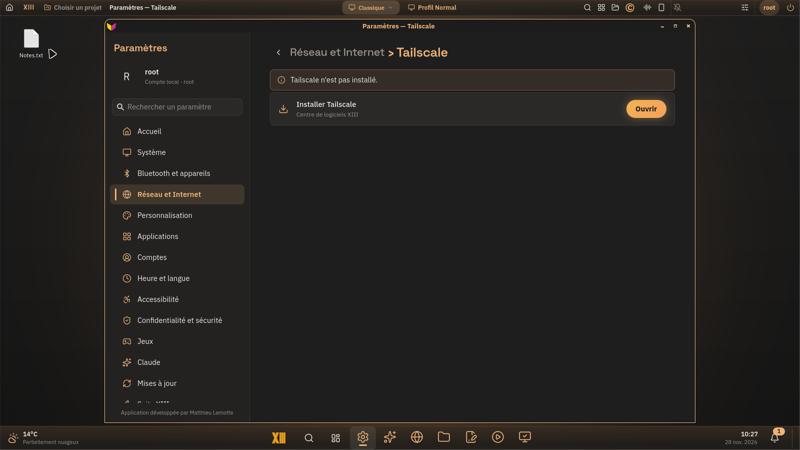 XIII
Choisir un projet
Paramètres — Tailscale
Classique
Profil Normal
root
Notes.txt
Paramètres — Tailscale
Paramètres
R
root
Compte local · root
Rechercher un paramètre
Accueil
Système
Bluetooth et appareils
Réseau et Internet
Personnalisation
Applications
Comptes
Heure et langue
Accessibilité
Confidentialité et sécurité
Jeux
Claude
Mises à jour
Application développée par Matthieu Lamotte
Réseau et Internet > Tailscale
Tailscale n'est pas installé.
Installer Tailscale
Centre de logiciels XIII
Ouvrir
14°C
Partiellement nuageux
XIII
10:27
28 nov. 2026
1